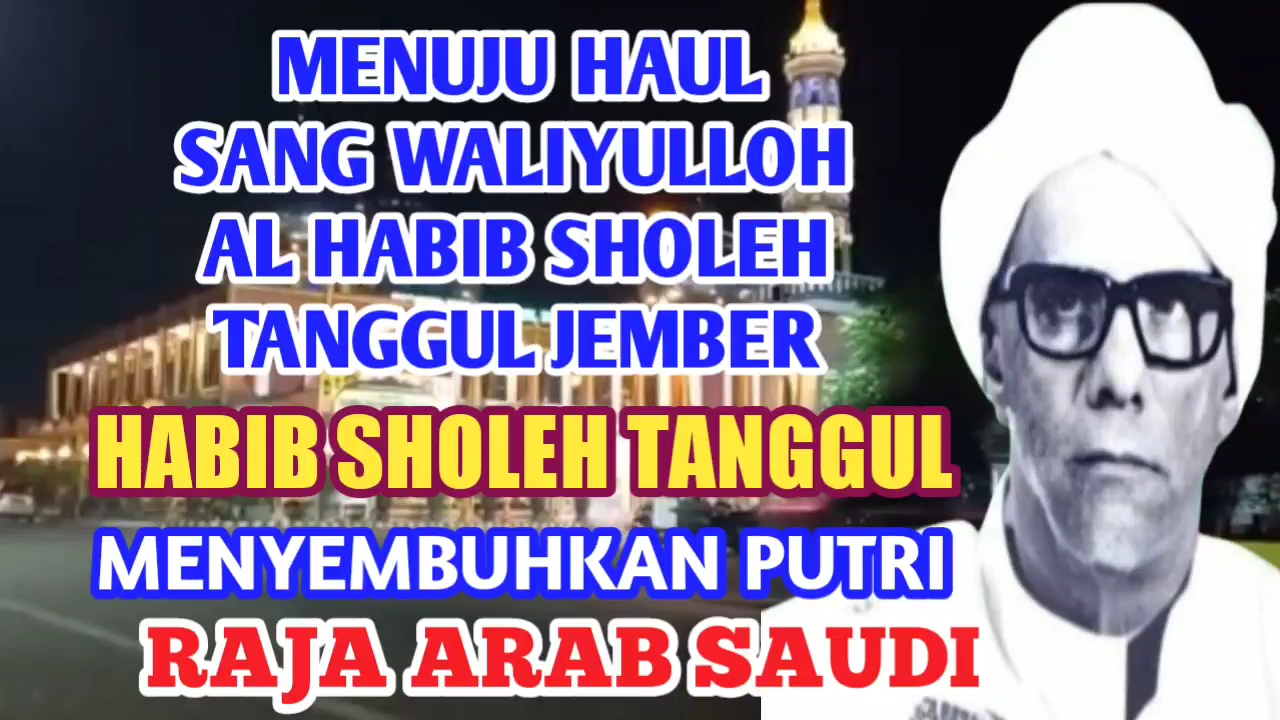 MENUJU HAUL
SANG WALIYULLOH
AL HABIB SHOLEH
TANGGUL JEMBER
HABIB SHOLEH TANGGUL
MENYEMBUHKAN PUTRI
RAJA ARAB SAUDI